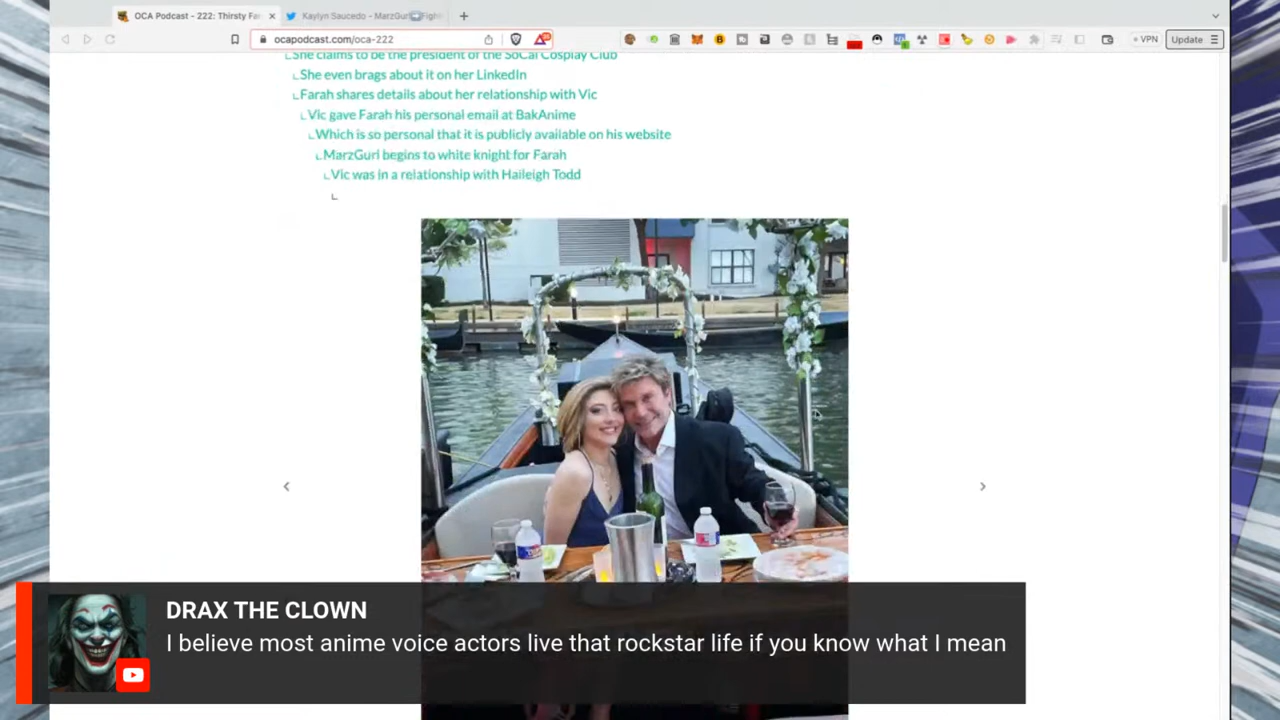 OCA Podcast - 222: Thirsty Fa
Kaylyn Saucedo - MarzGurl
ocapodcast.com/oca-222
VPN
Update
She claims to be the president of the SoCal Cosplay Club
She even brags about it on her LinkedIn
Farah shares details about her relationship with Vic
Vic gave Farah his personal email at BakAnime
Which is so personal that it is publicly available on his website
MarzGurl begins to white knight for Farah
Vic was in a relationship with Haileigh Todd
DRAX THE CLOWN
I believe most anime voice actors live that rockstar life if you know what I mean